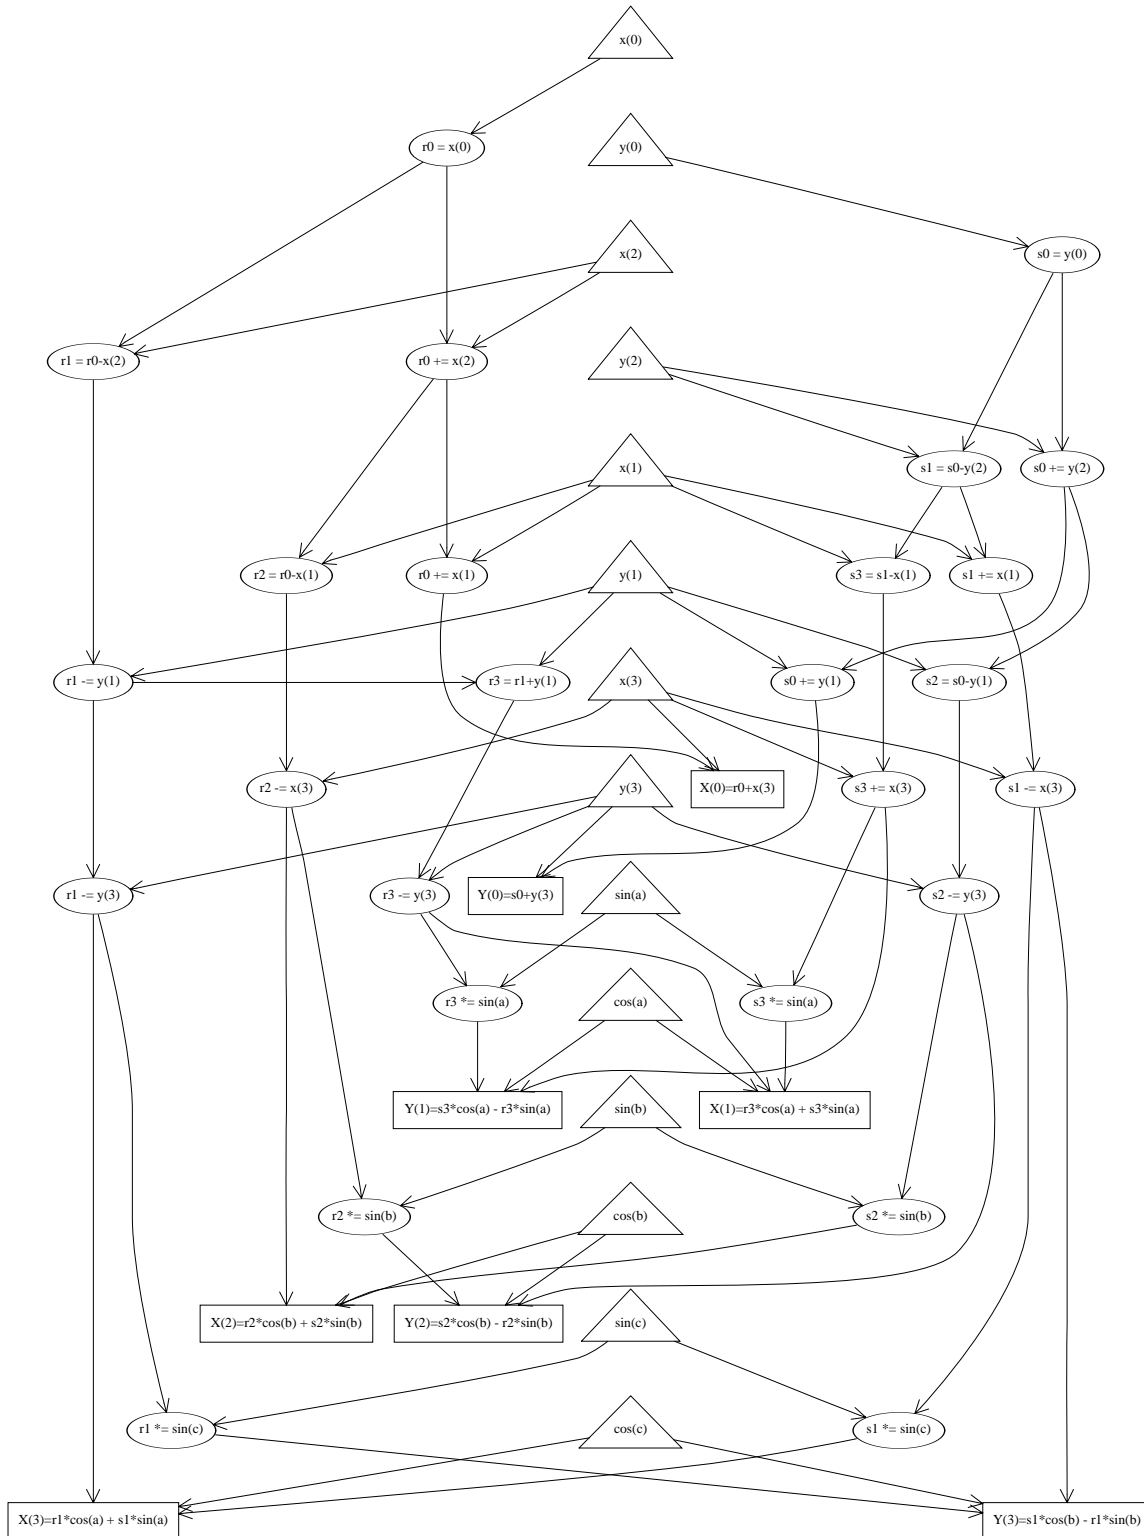 x(0)
r0 = x(0)
y(0)
x(2)
s0 = y(0)
r1 = r0-x(2)
r0 += x(2)
y(2)
x(1)
s1 = s0-y(2)
s0 += y(2)
r2 = r0-x(1)
r0 += x(1)
y(1)
s3 = s1-x(1)
s1 += x(1)
r1 -= y(1)
r3 = r1+y(1)
x(3)
s0 += y(1)
s2 = s0-y(1)
r2 -= x(3)
y(3)
X(0)=r0+x(3)
s3 += x(3)
s1 -= x(3)
r1 -= y(3)
r3 -= y(3)
Y(0)=s0+y(3)
sin(a)
s2 -= y(3)
r3 *= sin(a)
cos(a)
s3 *= sin(a)
Y(1)=s3*cos(a) - r3*sin(a)
sin(b)
X(1)=r3*cos(a) + s3*sin(a)
r2 *= sin(b)
cos(b)
s2 *= sin(b)
X(2)=r2*cos(b) + s2*sin(b)
Y(2)=s2*cos(b) - r2*sin(b)
sin(c)
r1 *= sin(c)
cos(c)
s1 *= sin(c)
X(3)=r1*cos(a) + s1*sin(a)
Y(3)=s1*cos(b) - r1*sin(b)